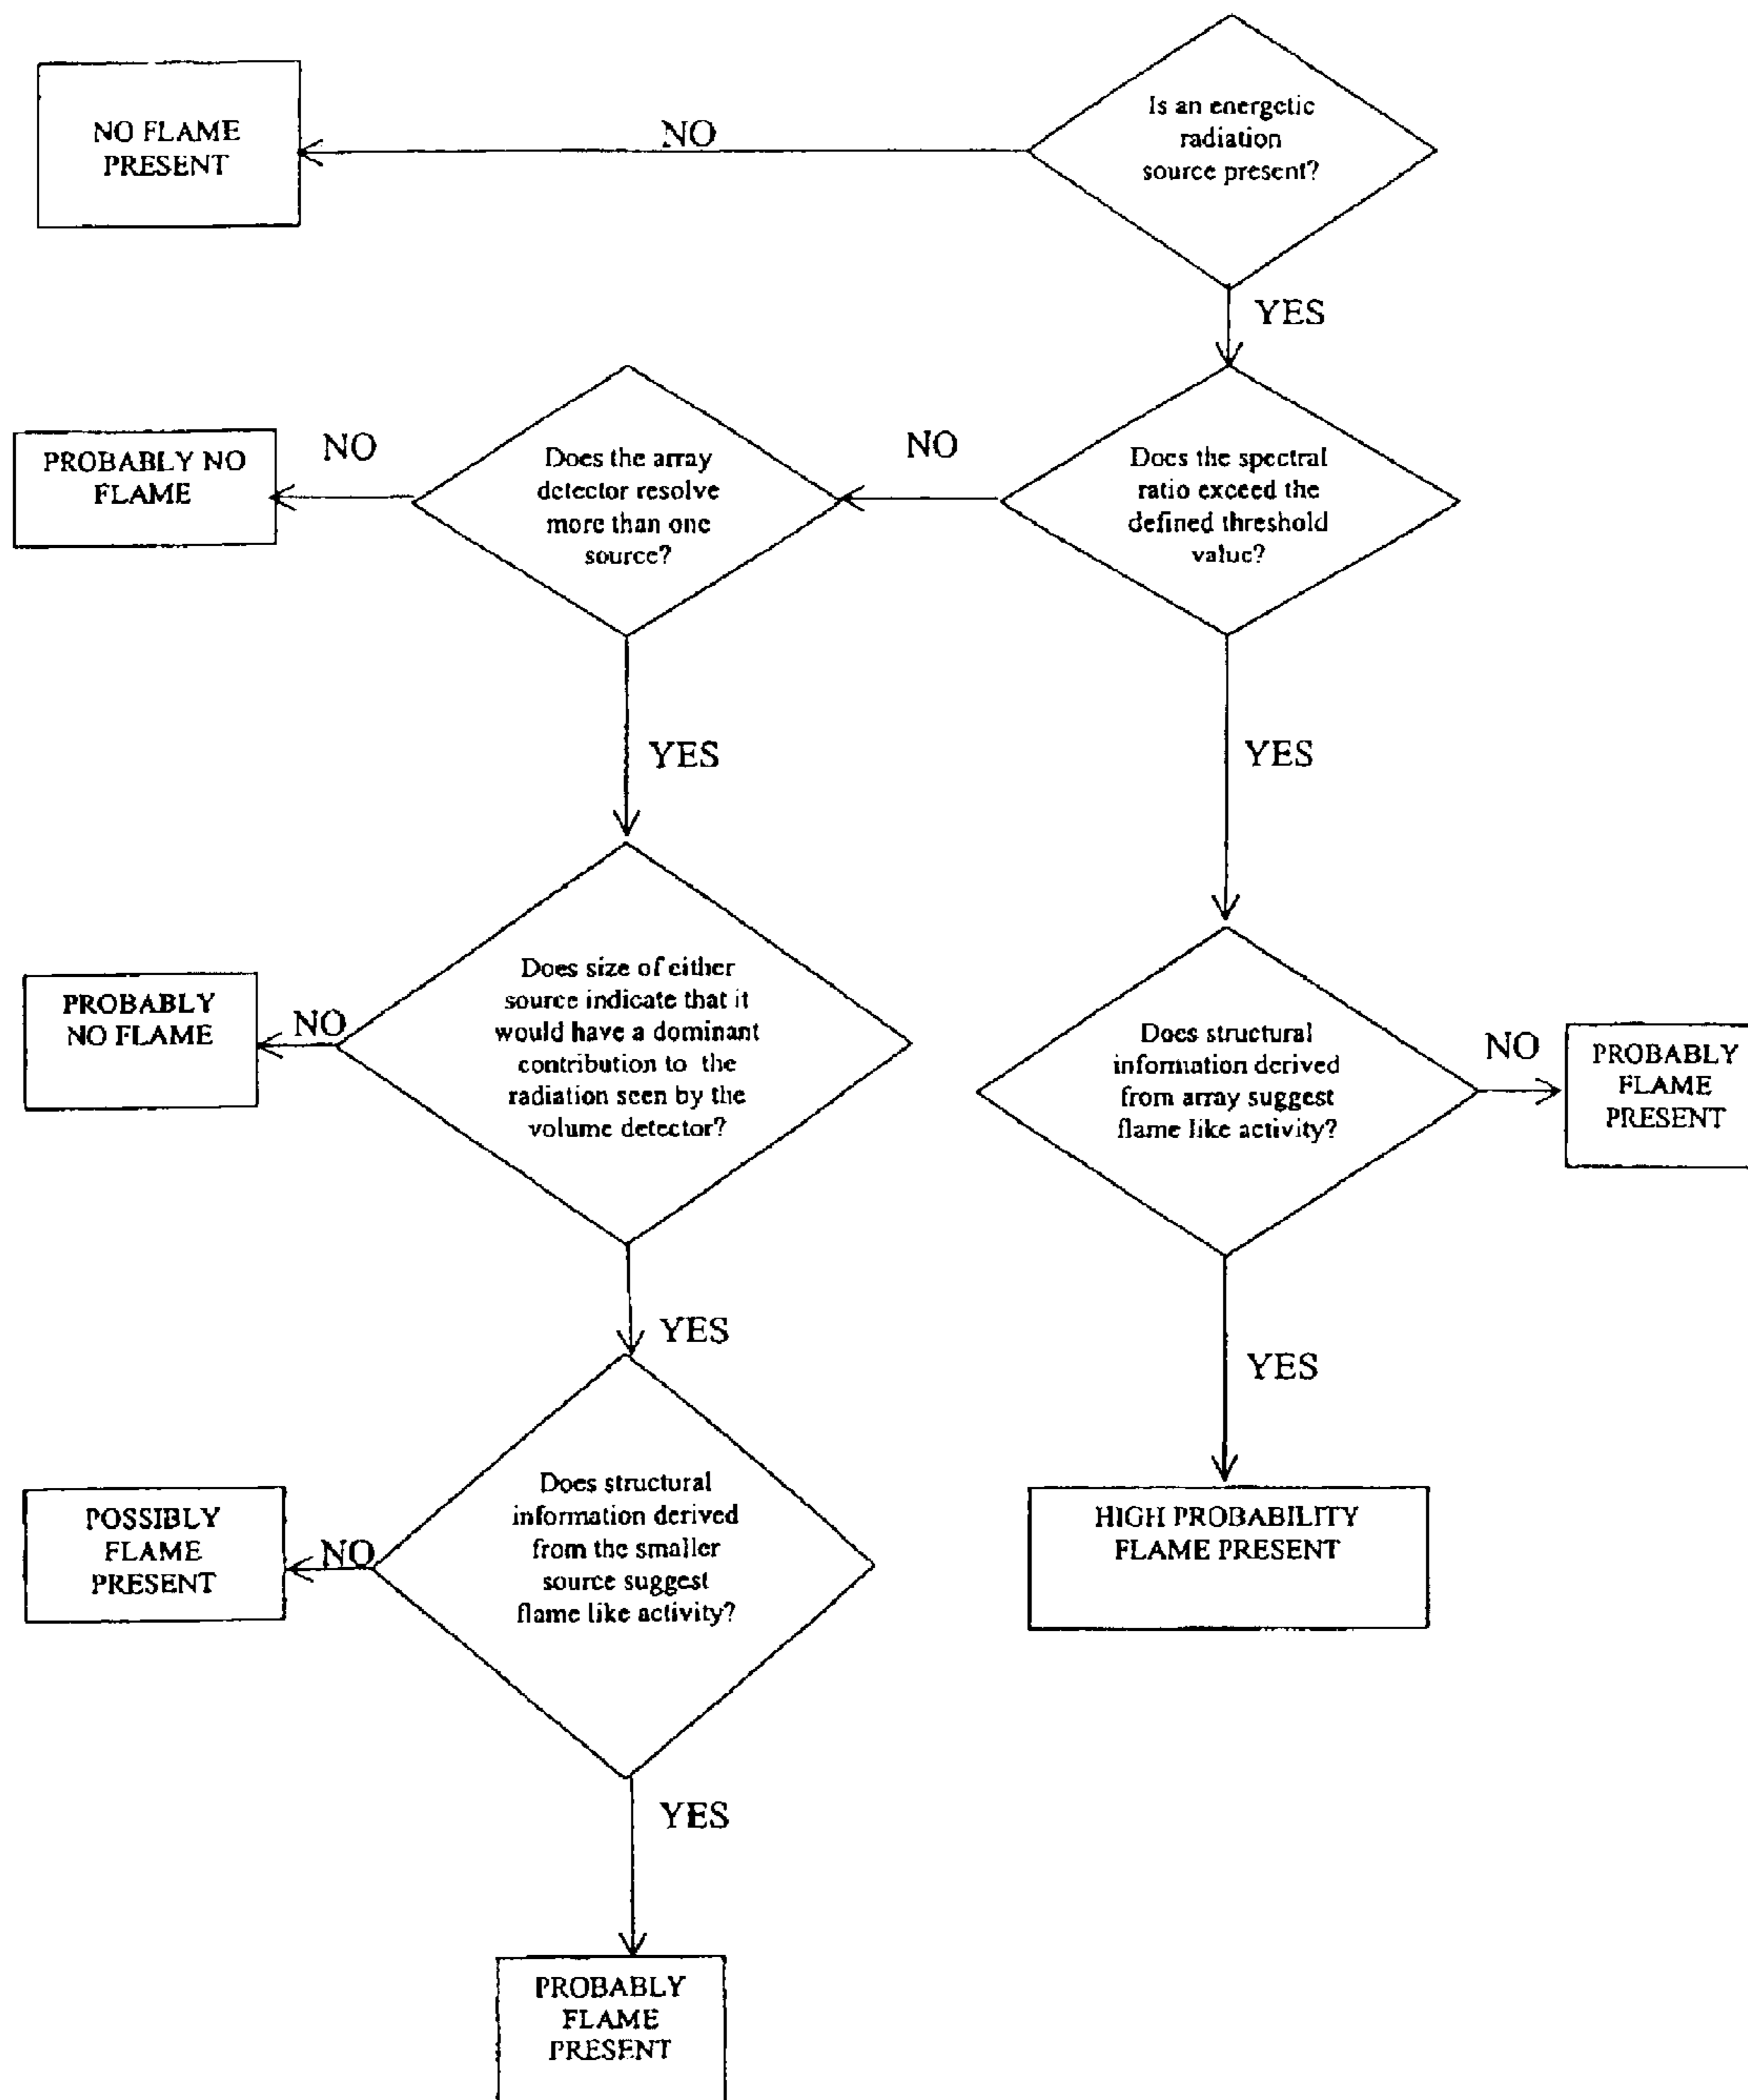 Is an energetic
radiation
source present?
NO
NO FLAME
PRESENT
YES
Does the spectral
ratio exceed the
defined threshold
value?
NO
Does the array
detector resolve
more than one
source?
NO
PROBABLY NO
FLAME
YES
YES
Does size of either
source indicate that it
would have a dominant
contribution to the
radiation seen by the
volume detector?
NO
PROBABLY
NO FLAME
Does structural
information derived
from array suggest
flame like activity?
NO
PROBABLY
FLAME
PRESENT
YES
YES
Does structural
information derived
from the smaller
source suggest
flame like activity?
NO
POSSIBLY
FLAME
PRESENT
HIGH PROBABILITY
FLAME PRESENT
YES
PROBABLY
FLAME
PRESENT